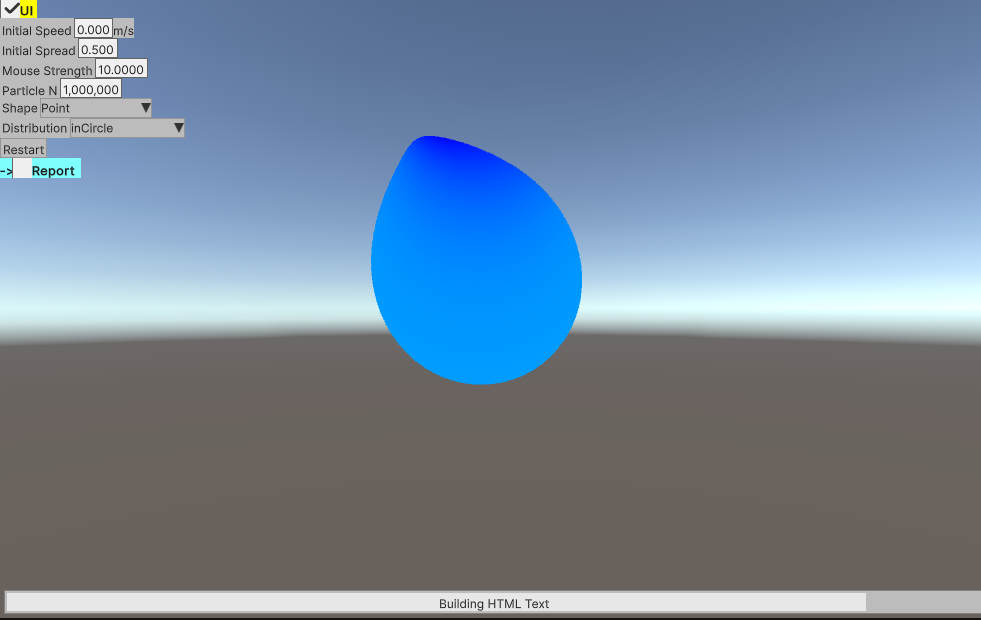 UI
Initial Speed 0.000 m/s
Initial Spread 0.500
Mouse Strength 10.0000
Particle N 1,000,000
Shape Point
Distribution inCircle
Restart
-> Report
Building HTML Text